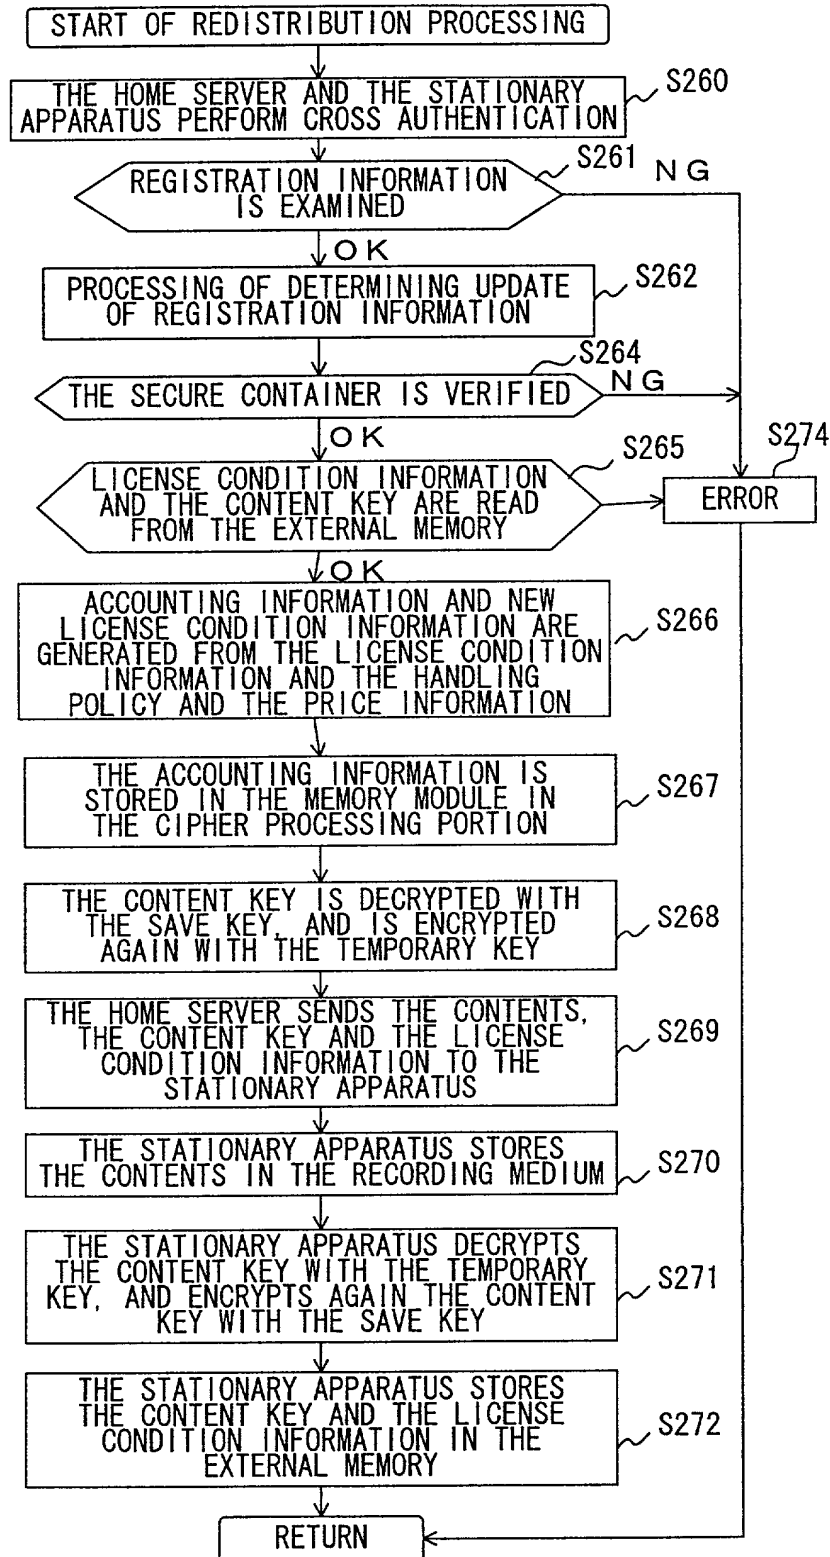 START OF REDISTRIBUTION PROCESSING
THE HOME SERVER AND THE STATIONARY
APPARATUS PERFORM CROSS AUTHENTICATION
S260
REGISTRATION INFORMATION
IS EXAMINED
S261
NG
OK
PROCESSING OF DETERMINING UPDATE
OF REGISTRATION INFORMATION
S262
THE SECURE CONTAINER IS VERIFIED
S264
NG
OK
LICENSE CONDITION INFORMATION
AND THE CONTENT KEY ARE READ
FROM THE EXTERNAL MEMORY
S265
ERROR
S274
OK
ACCOUNTING INFORMATION AND NEW
LICENSE CONDITION INFORMATION ARE
GENERATED FROM THE LICENSE CONDITION
INFORMATION AND THE HANDLING
POLICY AND THE PRICE INFORMATION
S266
THE ACCOUNTING INFORMATION IS
STORED IN THE MEMORY MODULE IN
THE CIPHER PROCESSING PORTION
S267
THE CONTENT KEY IS DECRYPTED WITH
THE SAVE KEY, AND IS ENCRYPTED
AGAIN WITH THE TEMPORARY KEY
S268
THE HOME SERVER SENDS THE CONTENTS,
THE CONTENT KEY AND THE LICENSE
CONDITION INFORMATION TO THE
STATIONARY APPARATUS
S269
THE STATIONARY APPARATUS STORES
THE CONTENTS IN THE RECORDING MEDIUM
S270
THE STATIONARY APPARATUS DECRYPTS
THE CONTENT KEY WITH THE TEMPORARY
KEY, AND ENCRYPTS AGAIN THE CONTENT
KEY WITH THE SAVE KEY
S271
THE STATIONARY APPARATUS STORES
THE CONTENT KEY AND THE LICENSE
CONDITION INFORMATION IN THE
EXTERNAL MEMORY
S272
RETURN